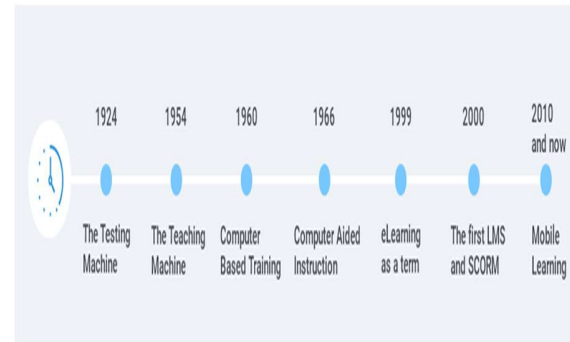 1924
1954
1960
1966
1999
2000
2010
and now
The Testing
Machine
The Teaching
Machine
Computer
Based Training
Computer Aided
Instruction
eLearning
as a term
The first LMS
and SCORM
Mobile
Learning